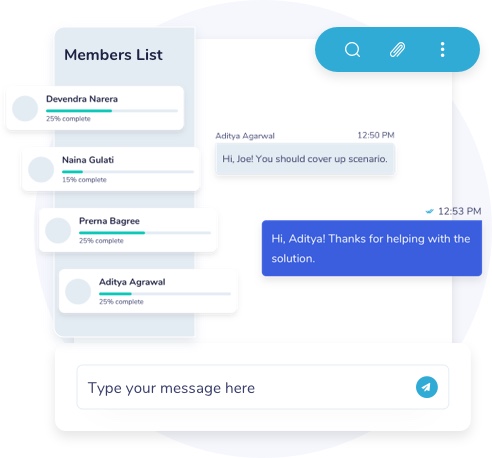 Members List
Devendra Narera
25% complete
Naina Gulati
15% complete
Prerna Bagree
25% complete
Aditya Agrawal
25% complete
Aditya Agarwal 12:50 PM
Hi, Joe! You should cover up scenario.
12:53 PM
Hi, Aditya! Thanks for helping with the
solution.
Type your message here